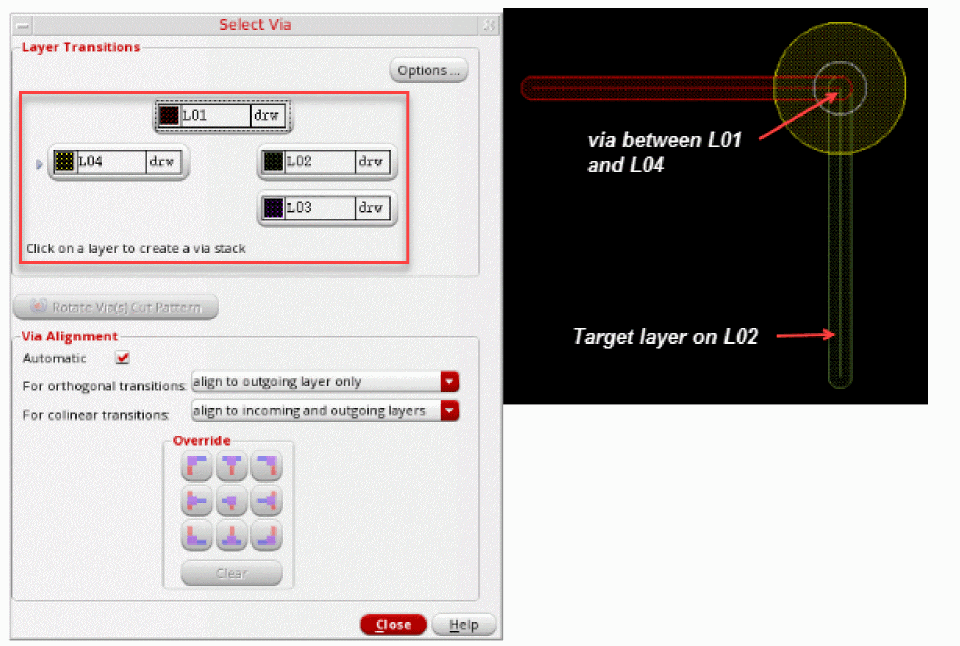 Select Via
Layer Transitions
Options ...
L01 drw
L04 drw
L02 drw
L03 drw
Click on a layer to create a via stack
Rotate Via(s) Cut Pattern
Via Alignment
Automatic
For orthogonal transitions: align to outgoing layer only
For colinear transitions: align to incoming and outgoing layers
Override
Clear
Close Help
via between L01
and L04
Target layer on L02